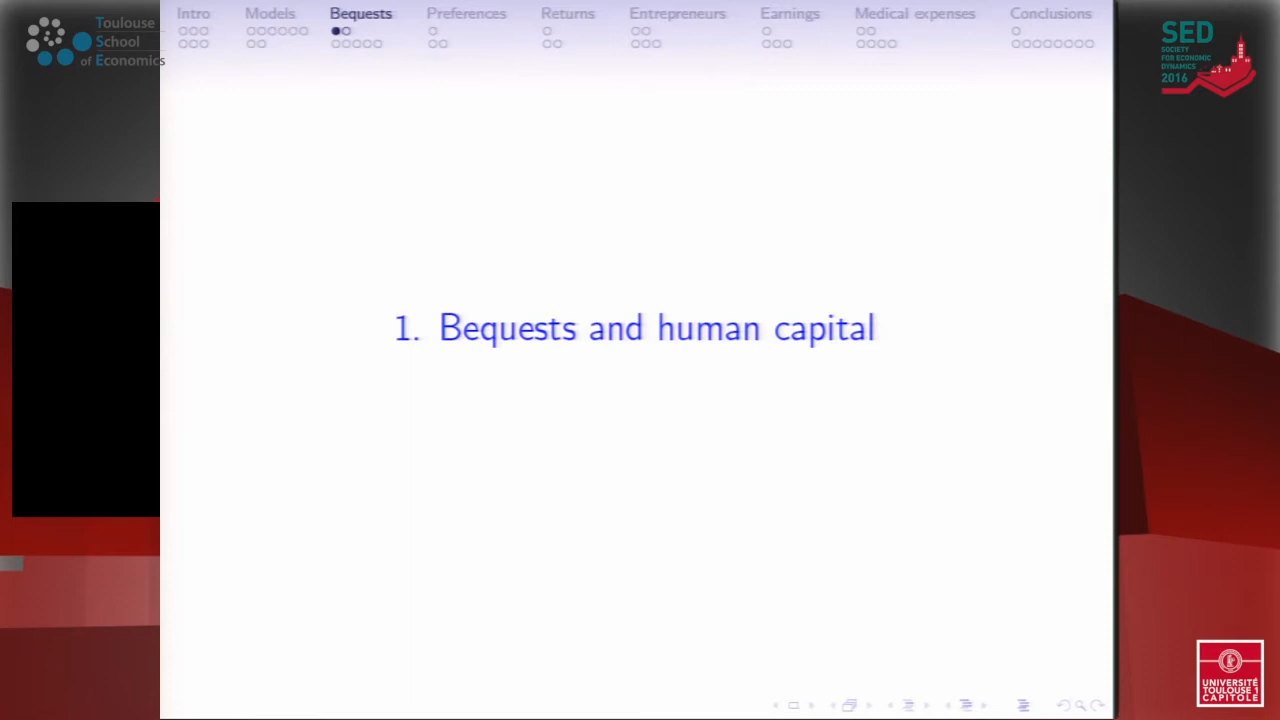 Toulouse
School
of Economics
Intro Models Bequests Preferences Returns Entrepreneurs Earnings Medical expenses Conclusions
SED
SOCIETY
FOR ECONOMIC
DYNAMICS
2016
1. Bequests and human capital
UNIVERSITÉ
TOULOUSE 1
CAPITOLE